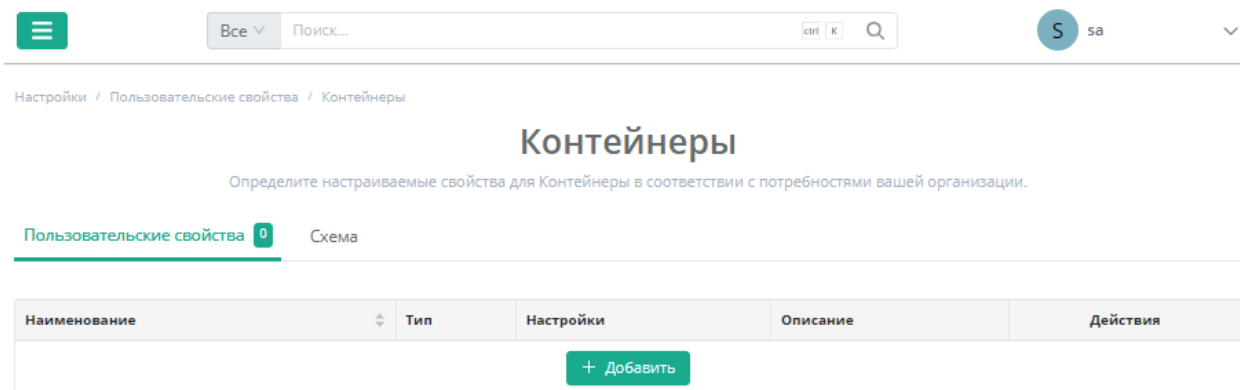 Все Поиск... ctrl K S sa
Настройки / Пользовательские свойства / Контейнеры
Контейнеры
Определите настраиваемые свойства для Контейнеры в соответствии с потребностями вашей организации.
Пользовательские свойства 0 Схема
Наименование Тип Настройки Описание Действия
+ Добавить